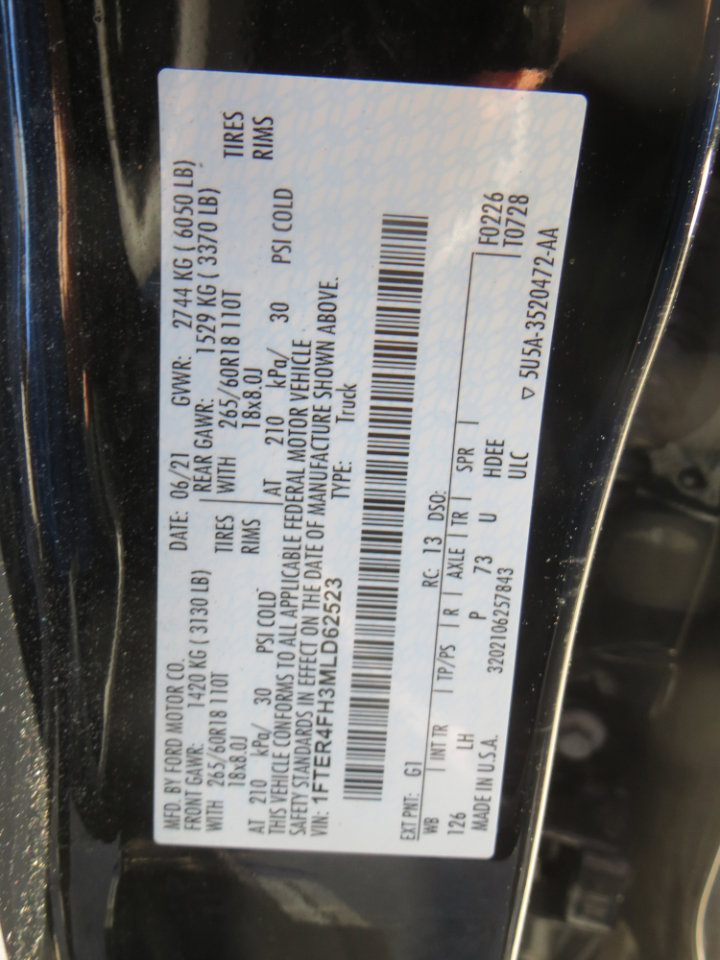 MFD. BY FORD MOTOR CO. DATE: 06/21 GVWR: 2744 KG ( 6050 LB)
FRONT GAWR: 1420 KG ( 3130 LB) REAR GAWR: 1529 KG ( 3370 LB)
WITH 265/60R18 110T TIRES WITH 265/60R18 110T TIRES
18x8.0J RIMS 18x8.0J RIMS
AT 210 kPa/ 30 PSI COLD AT 210 kPa/ 30 PSI COLD
THIS VEHICLE CONFORMS TO ALL APPLICABLE FEDERAL MOTOR VEHICLE
SAFETY STANDARDS IN EFFECT ON THE DATE OF MANUFACTURE SHOWN ABOVE.
VIN: 1FTER4FH3MLD62523 TYPE: Truck
EXT PNT: G1 RC: 13 DSO: F0226
WB INT TR TP/PS R AXLE TR SPR T0728
126 LH P 73 U HDEE
MADE IN U.S.A. 3202106257843 ULC ▽ 5U5A-3520472-AA